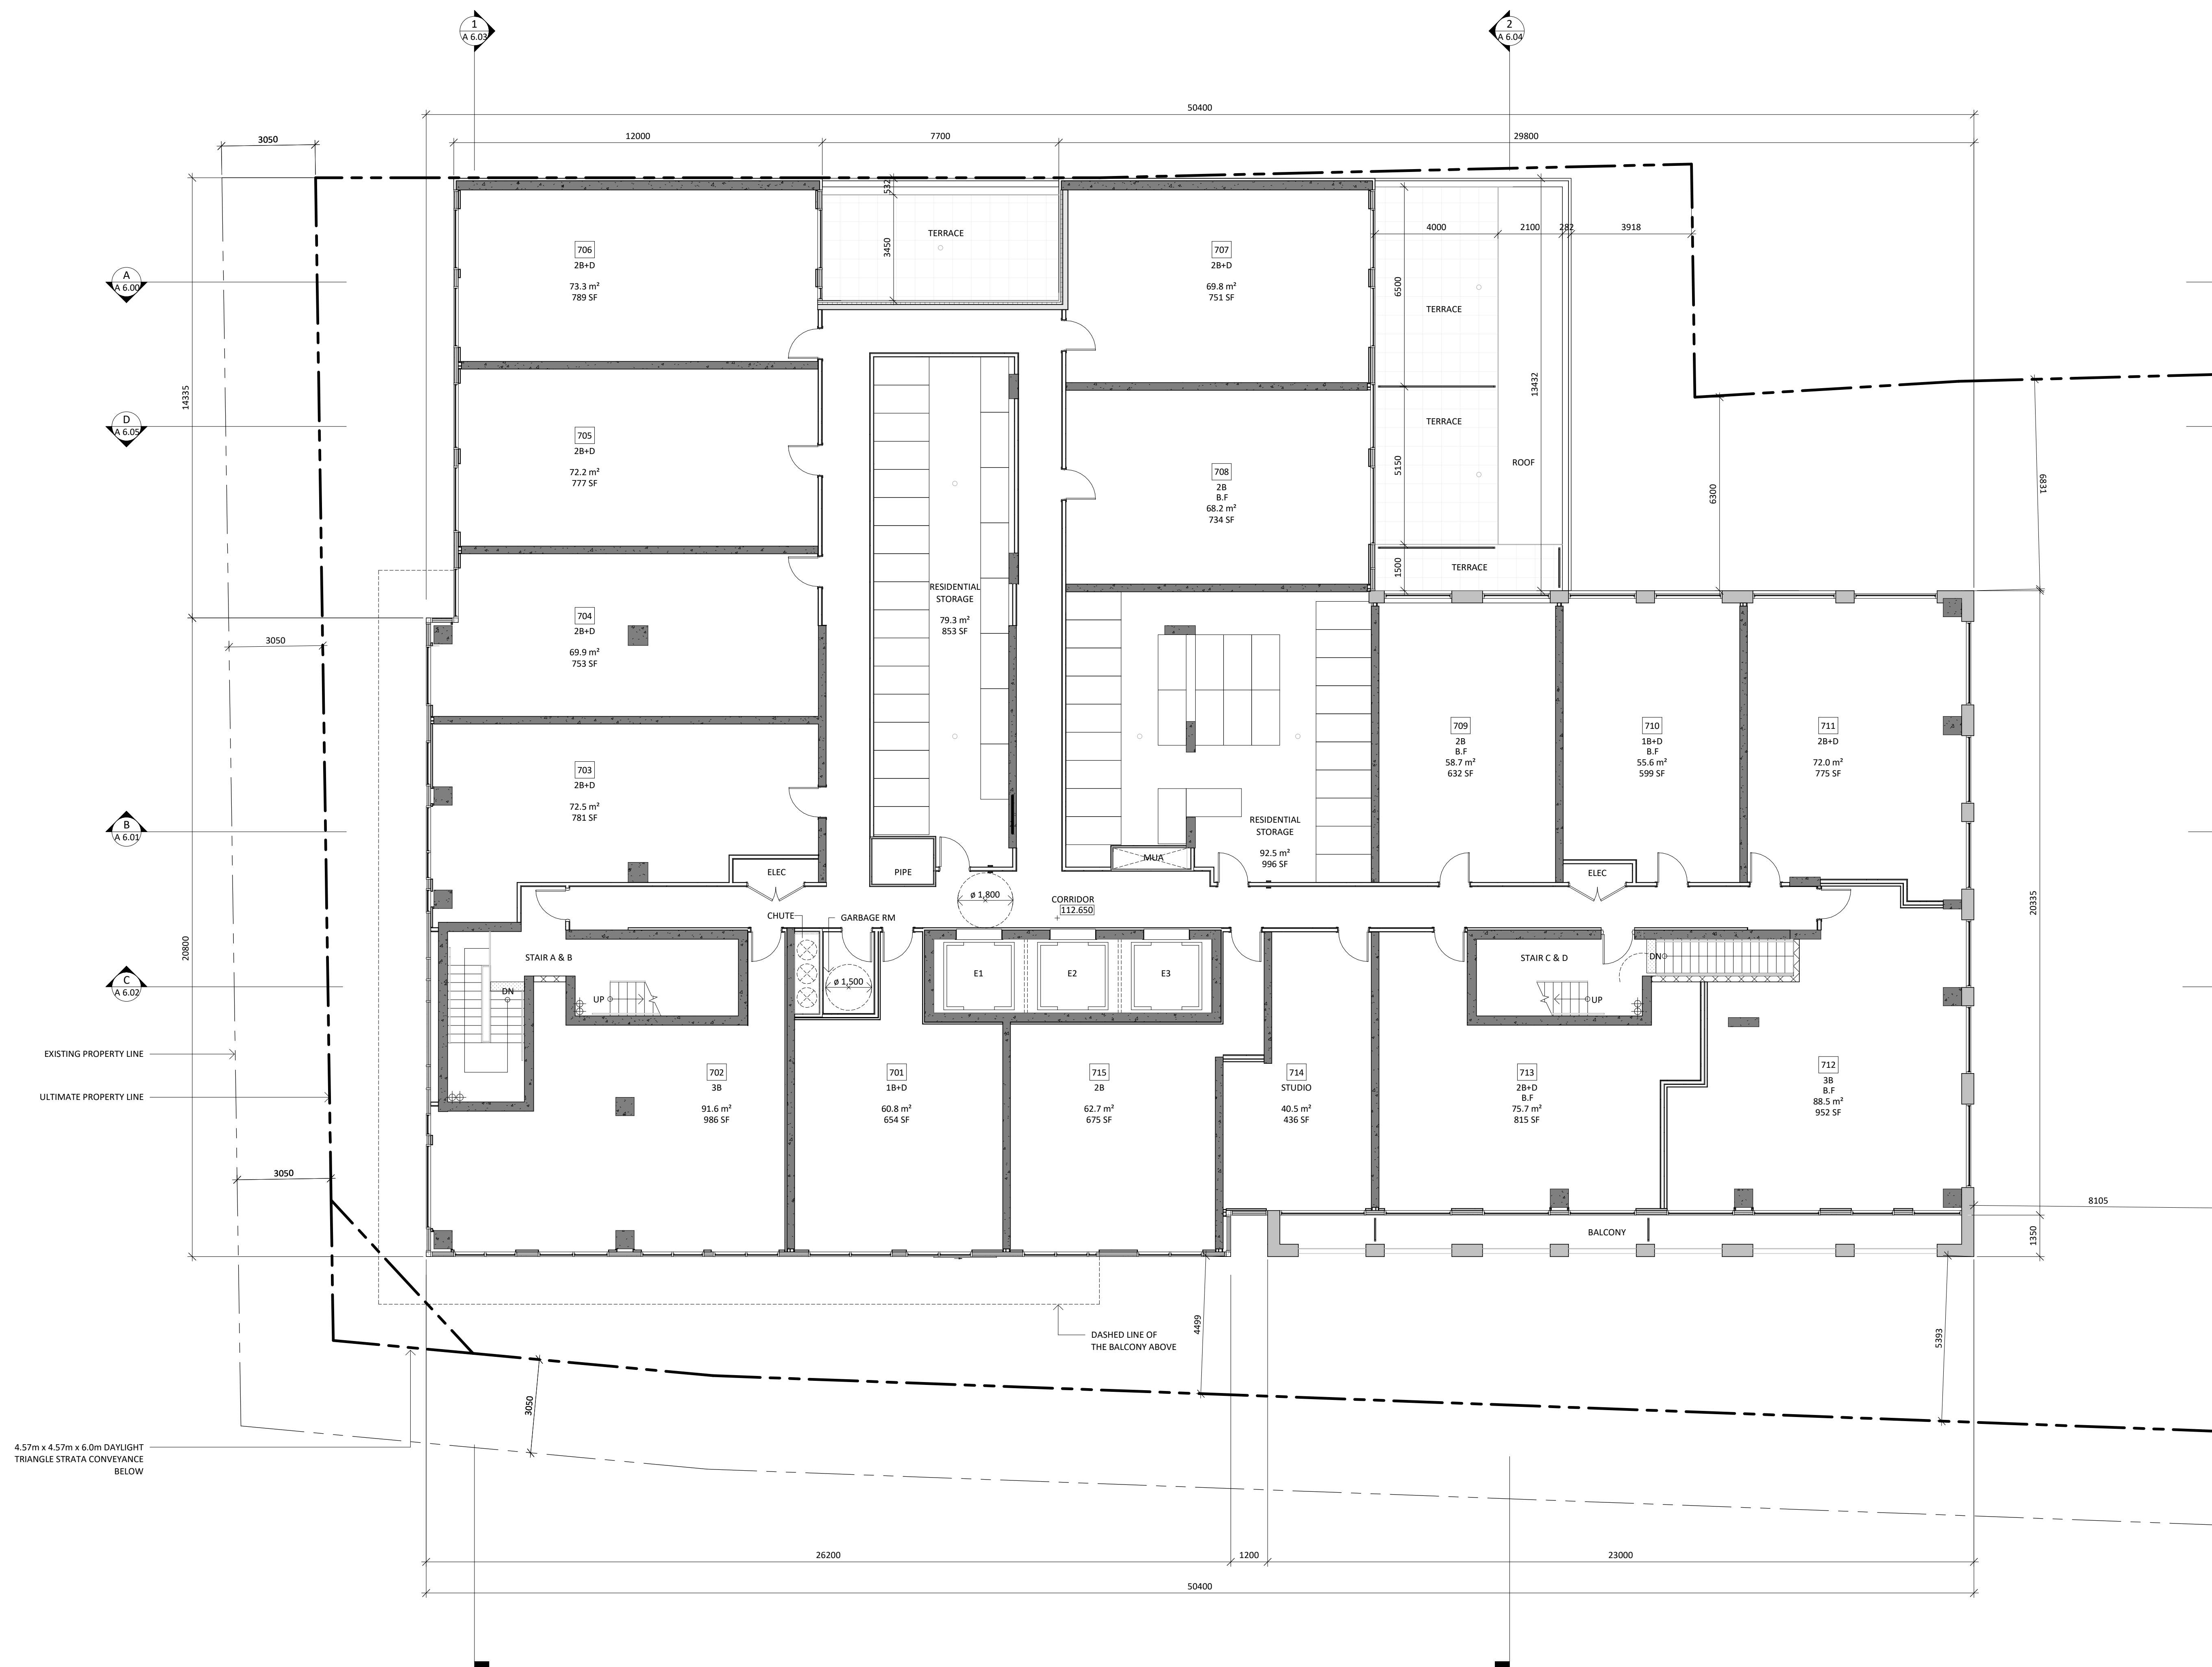 1
A 6.03
2
A 6.04
50400
3050
12000
7700
29800
532
TERRACE
3450
4000
2100
282
3918
706
2B+D
73.3 m²
789 SF
707
2B+D
69.8 m²
751 SF
A
A 6.00
6500
TERRACE
14335
13432
D
A 6.05
TERRACE
705
2B+D
72.2 m²
777 SF
708
2B
B.F
68.2 m²
734 SF
5150
ROOF
6300
6831
1500
TERRACE
RESIDENTIAL
STORAGE
79.3 m²
853 SF
704
2B+D
69.9 m²
753 SF
3050
709
2B
B.F
58.7 m²
632 SF
710
1B+D
B.F
55.6 m²
599 SF
711
2B+D
72.0 m²
775 SF
703
2B+D
72.5 m²
781 SF
B
A 6.01
RESIDENTIAL
STORAGE
92.5 m²
996 SF
MUA
ELEC
PIPE
ELEC
ø 1,800
CORRIDOR
112.650
CHUTE
GARBAGE RM
20335
20800
STAIR A & B
DN
UP
ø 1,500
E1
E2
E3
STAIR C & D
DN
UP
C
A 6.02
EXISTING PROPERTY LINE
ULTIMATE PROPERTY LINE
702
3B
91.6 m²
986 SF
701
1B+D
60.8 m²
654 SF
715
2B
62.7 m²
675 SF
714
STUDIO
40.5 m²
436 SF
713
2B+D
B.F
75.7 m²
815 SF
712
3B
B.F
88.5 m²
952 SF
3050
8105
BALCONY
1350
4499
5393
DASHED LINE OF
THE BALCONY ABOVE
3050
4.57m x 4.57m x 6.0m DAYLIGHT
TRIANGLE STRATA CONVEYANCE
BELOW
26200
1200
23000
50400